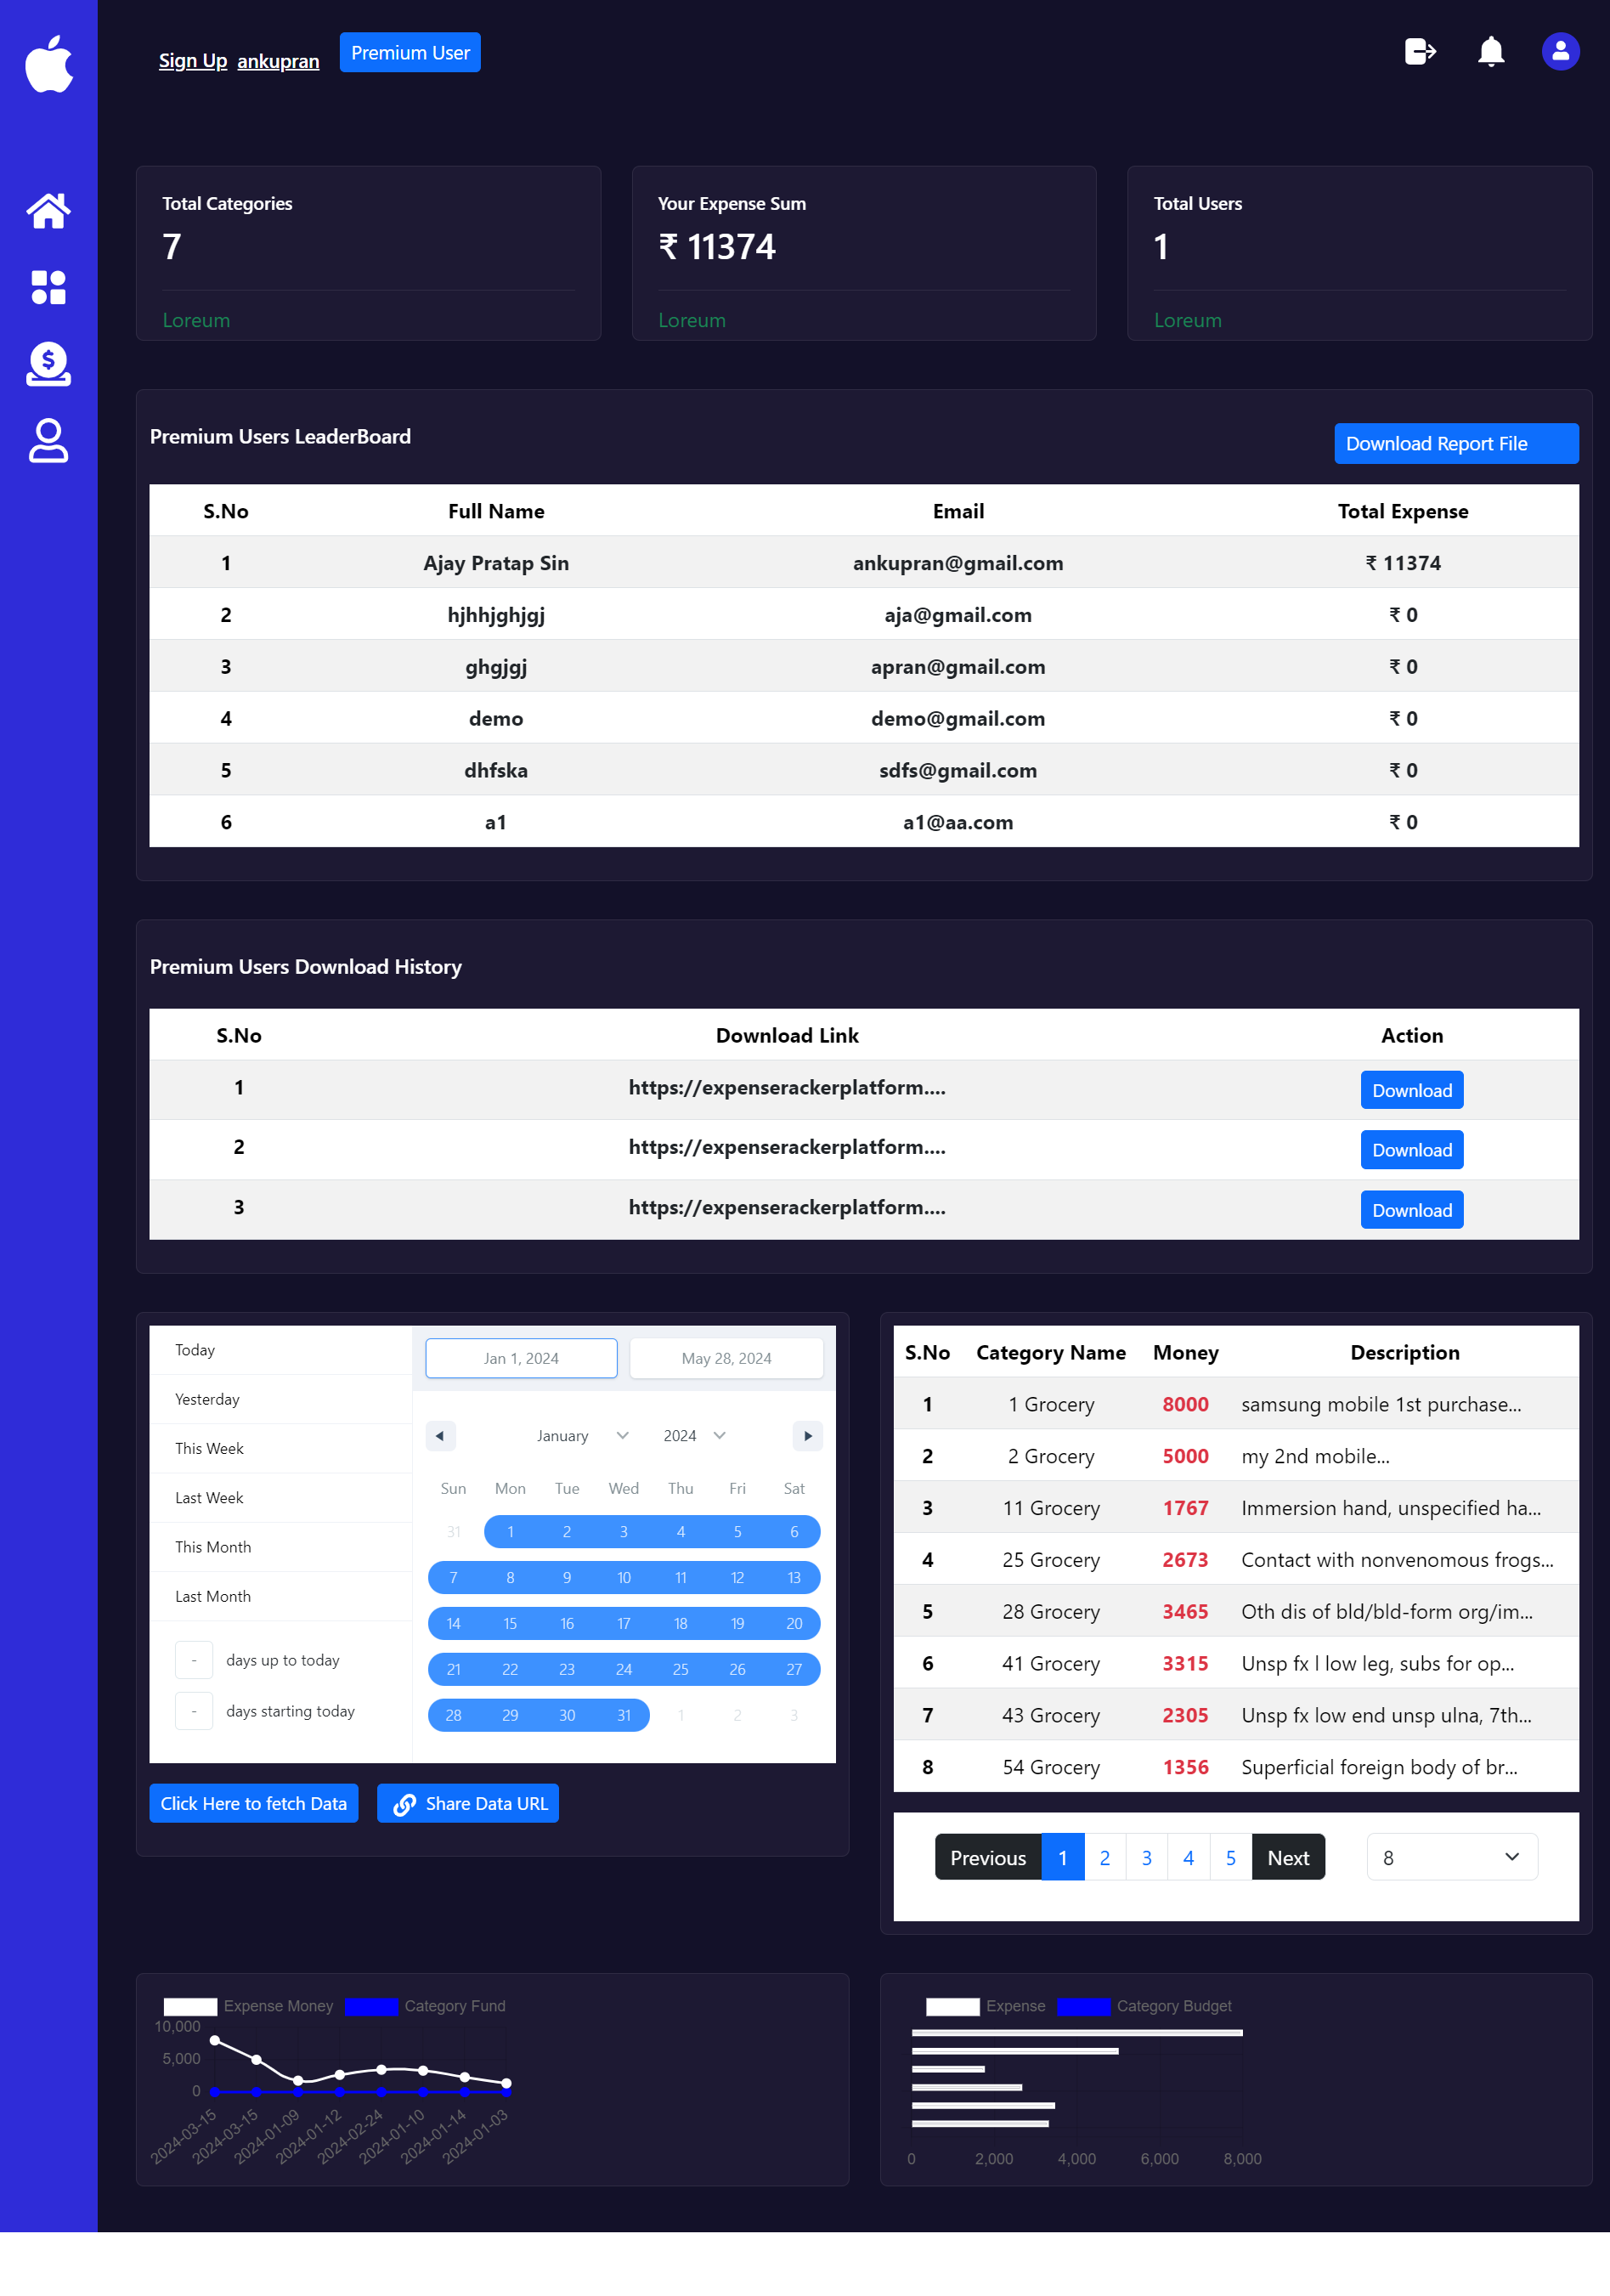 Sign Up ankupran Premium User
Total Categories
7
Loreum
Your Expense Sum
₹ 11374
Loreum
Total Users
1
Loreum
Premium Users LeaderBoard
Download Report File
S.No Full Name Email Total Expense
1 Ajay Pratap Sin ankupran@gmail.com ₹ 11374
2 hjhhjghjgj aja@gmail.com ₹ 0
3 ghgjgj apran@gmail.com ₹ 0
4 demo demo@gmail.com ₹ 0
5 dhfska sdfs@gmail.com ₹ 0
6 a1 a1@aa.com ₹ 0
Premium Users Download History
S.No Download Link Action
1 https://expenserackerplatform.... Download
2 https://expenserackerplatform.... Download
3 https://expenserackerplatform.... Download
Today
Yesterday
This Week
Last Week
This Month
Last Month
- days up to today
- days starting today
Jan 1, 2024 May 28, 2024
January 2024
Sun Mon Tue Wed Thu Fri Sat
31 1 2 3 4 5 6
7 8 9 10 11 12 13
14 15 16 17 18 19 20
21 22 23 24 25 26 27
28 29 30 31 1 2 3
Click Here to fetch Data
Share Data URL
S.No Category Name Money Description
1 1 Grocery 8000 samsung mobile 1st purchase...
2 2 Grocery 5000 my 2nd mobile...
3 11 Grocery 1767 Immersion hand, unspecified ha...
4 25 Grocery 2673 Contact with nonvenomous frogs...
5 28 Grocery 3465 Oth dis of bld/bld-form org/im...
6 41 Grocery 3315 Unsp fx l low leg, subs for op...
7 43 Grocery 2305 Unsp fx low end unsp ulna, 7th...
8 54 Grocery 1356 Superficial foreign body of br...
Previous 1 2 3 4 5 Next 8
Expense Money Category Fund
10,000
5,000
0
2024-03-15 2024-03-15 2024-01-09 2024-01-12 2024-02-24 2024-01-10 2024-01-14 2024-01-03
Expense Category Budget
0 2,000 4,000 6,000 8,000